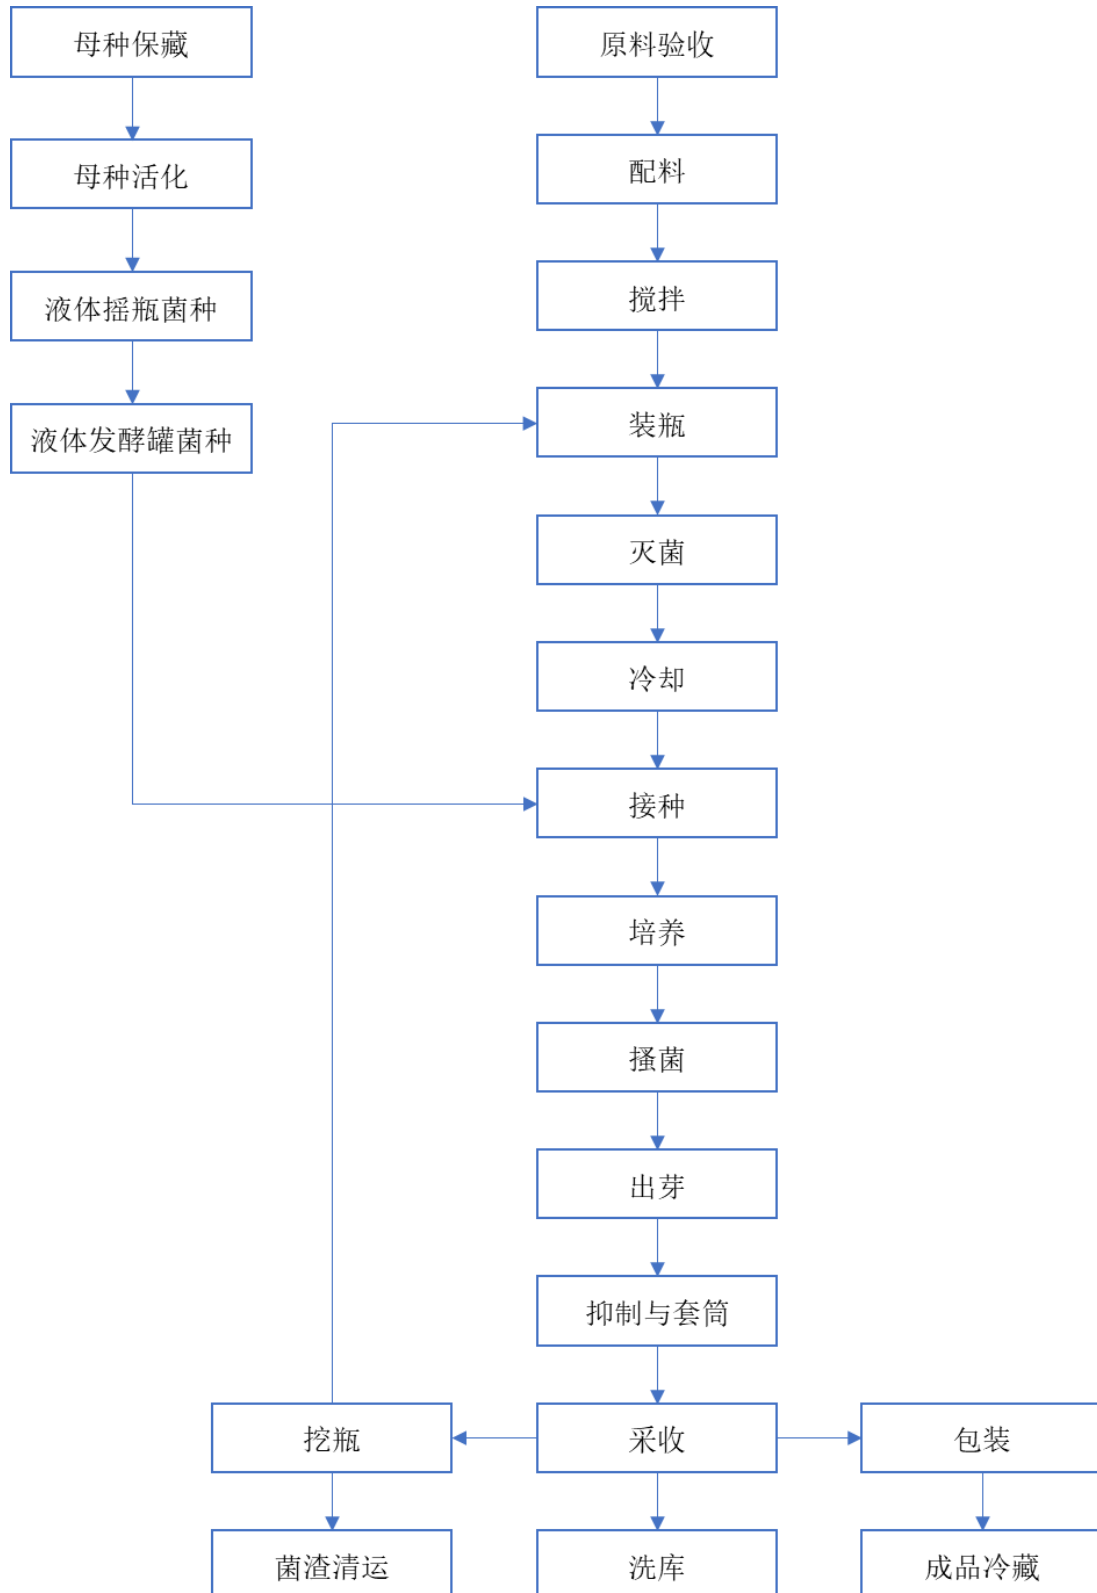 母种保藏
原料验收
母种活化
配料
液体摇瓶菌种
搅拌
液体发酵罐菌种
装瓶
灭菌
冷却
接种
培养
搔菌
出芽
抑制与套筒
挖瓶
采收
包装
菌渣清运
洗库
成品冷藏